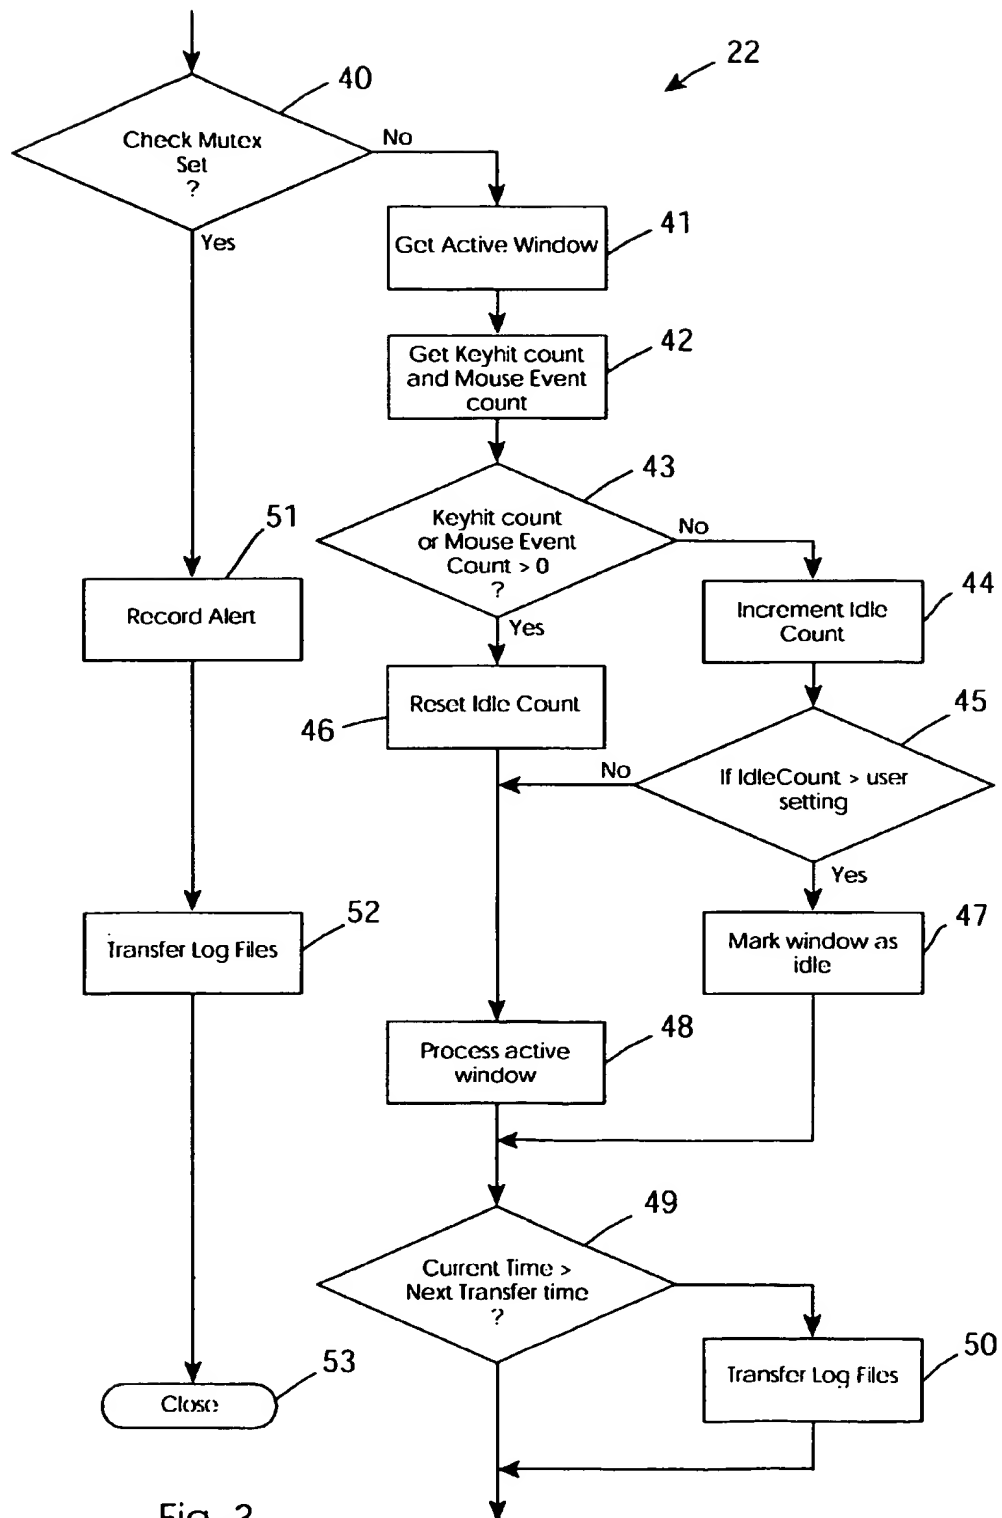 22
40
Check Mutex
Set
?
No
Yes
41
Get Active Window
42
Get Keyhit count
and Mouse Event
count
43
Keyhit count
or Mouse Event
Count > 0
?
No
Yes
51
Record Alert
44
Increment Idle
Count
46
Reset Idle Count
45
If IdleCount > user
setting
No
Yes
52
Transfer Log Files
47
Mark window as
idle
48
Process active
window
49
Current Time >
Next Transfer time
?
50
Transfer Log Files
53
Close